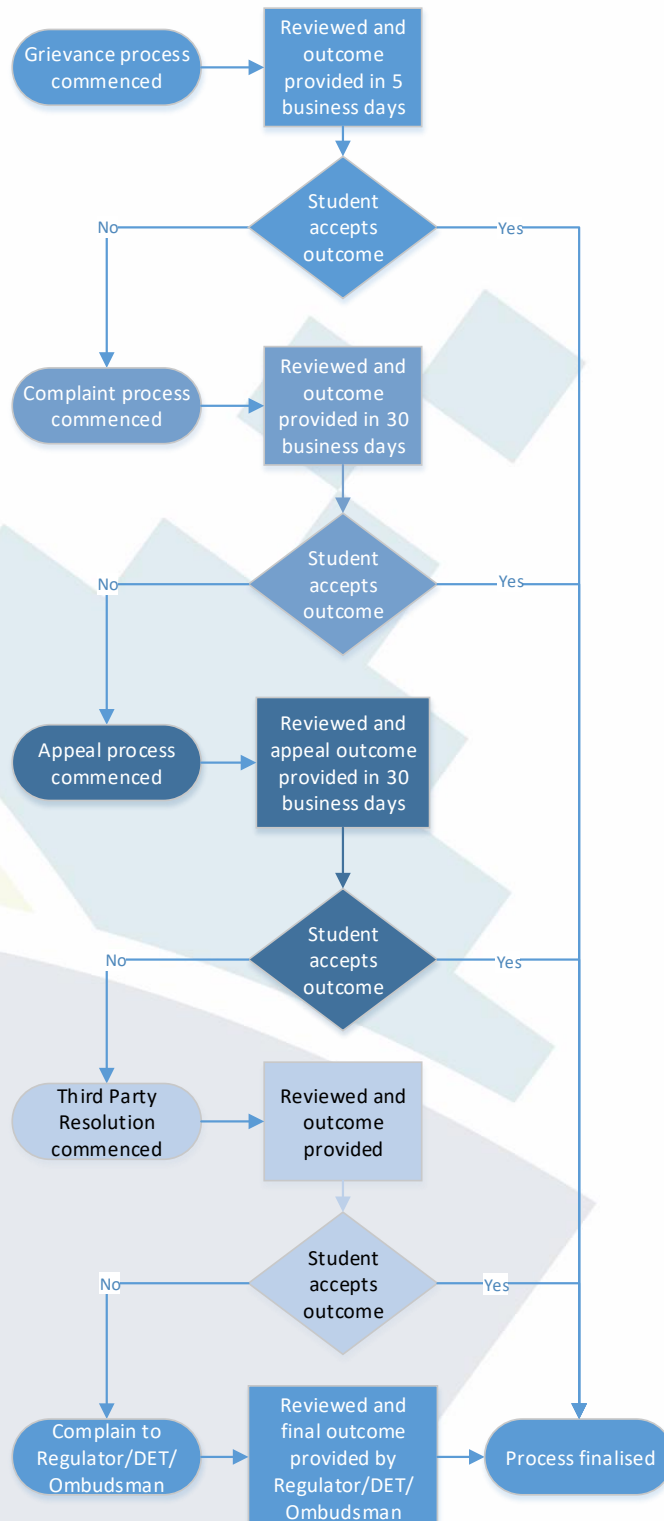 Grievance process
commenced
Reviewed and
outcome
provided in 5
business days
Student
accepts
outcome
No
Yes
Complaint process
commenced
Reviewed and
outcome
provided in 30
business days
Student
accepts
outcome
No
Yes
Appeal process
commenced
Reviewed and
appeal outcome
provided in 30
business days
Student
accepts
outcome
No
Yes
Third Party
Resolution
commenced
Reviewed and
outcome
provided
Student
accepts
outcome
No
Yes
Complain to
Regulator/DET/
Ombudsman
Reviewed and
final outcome
provided by
Regulator/DET/
Ombudsman
Process finalised